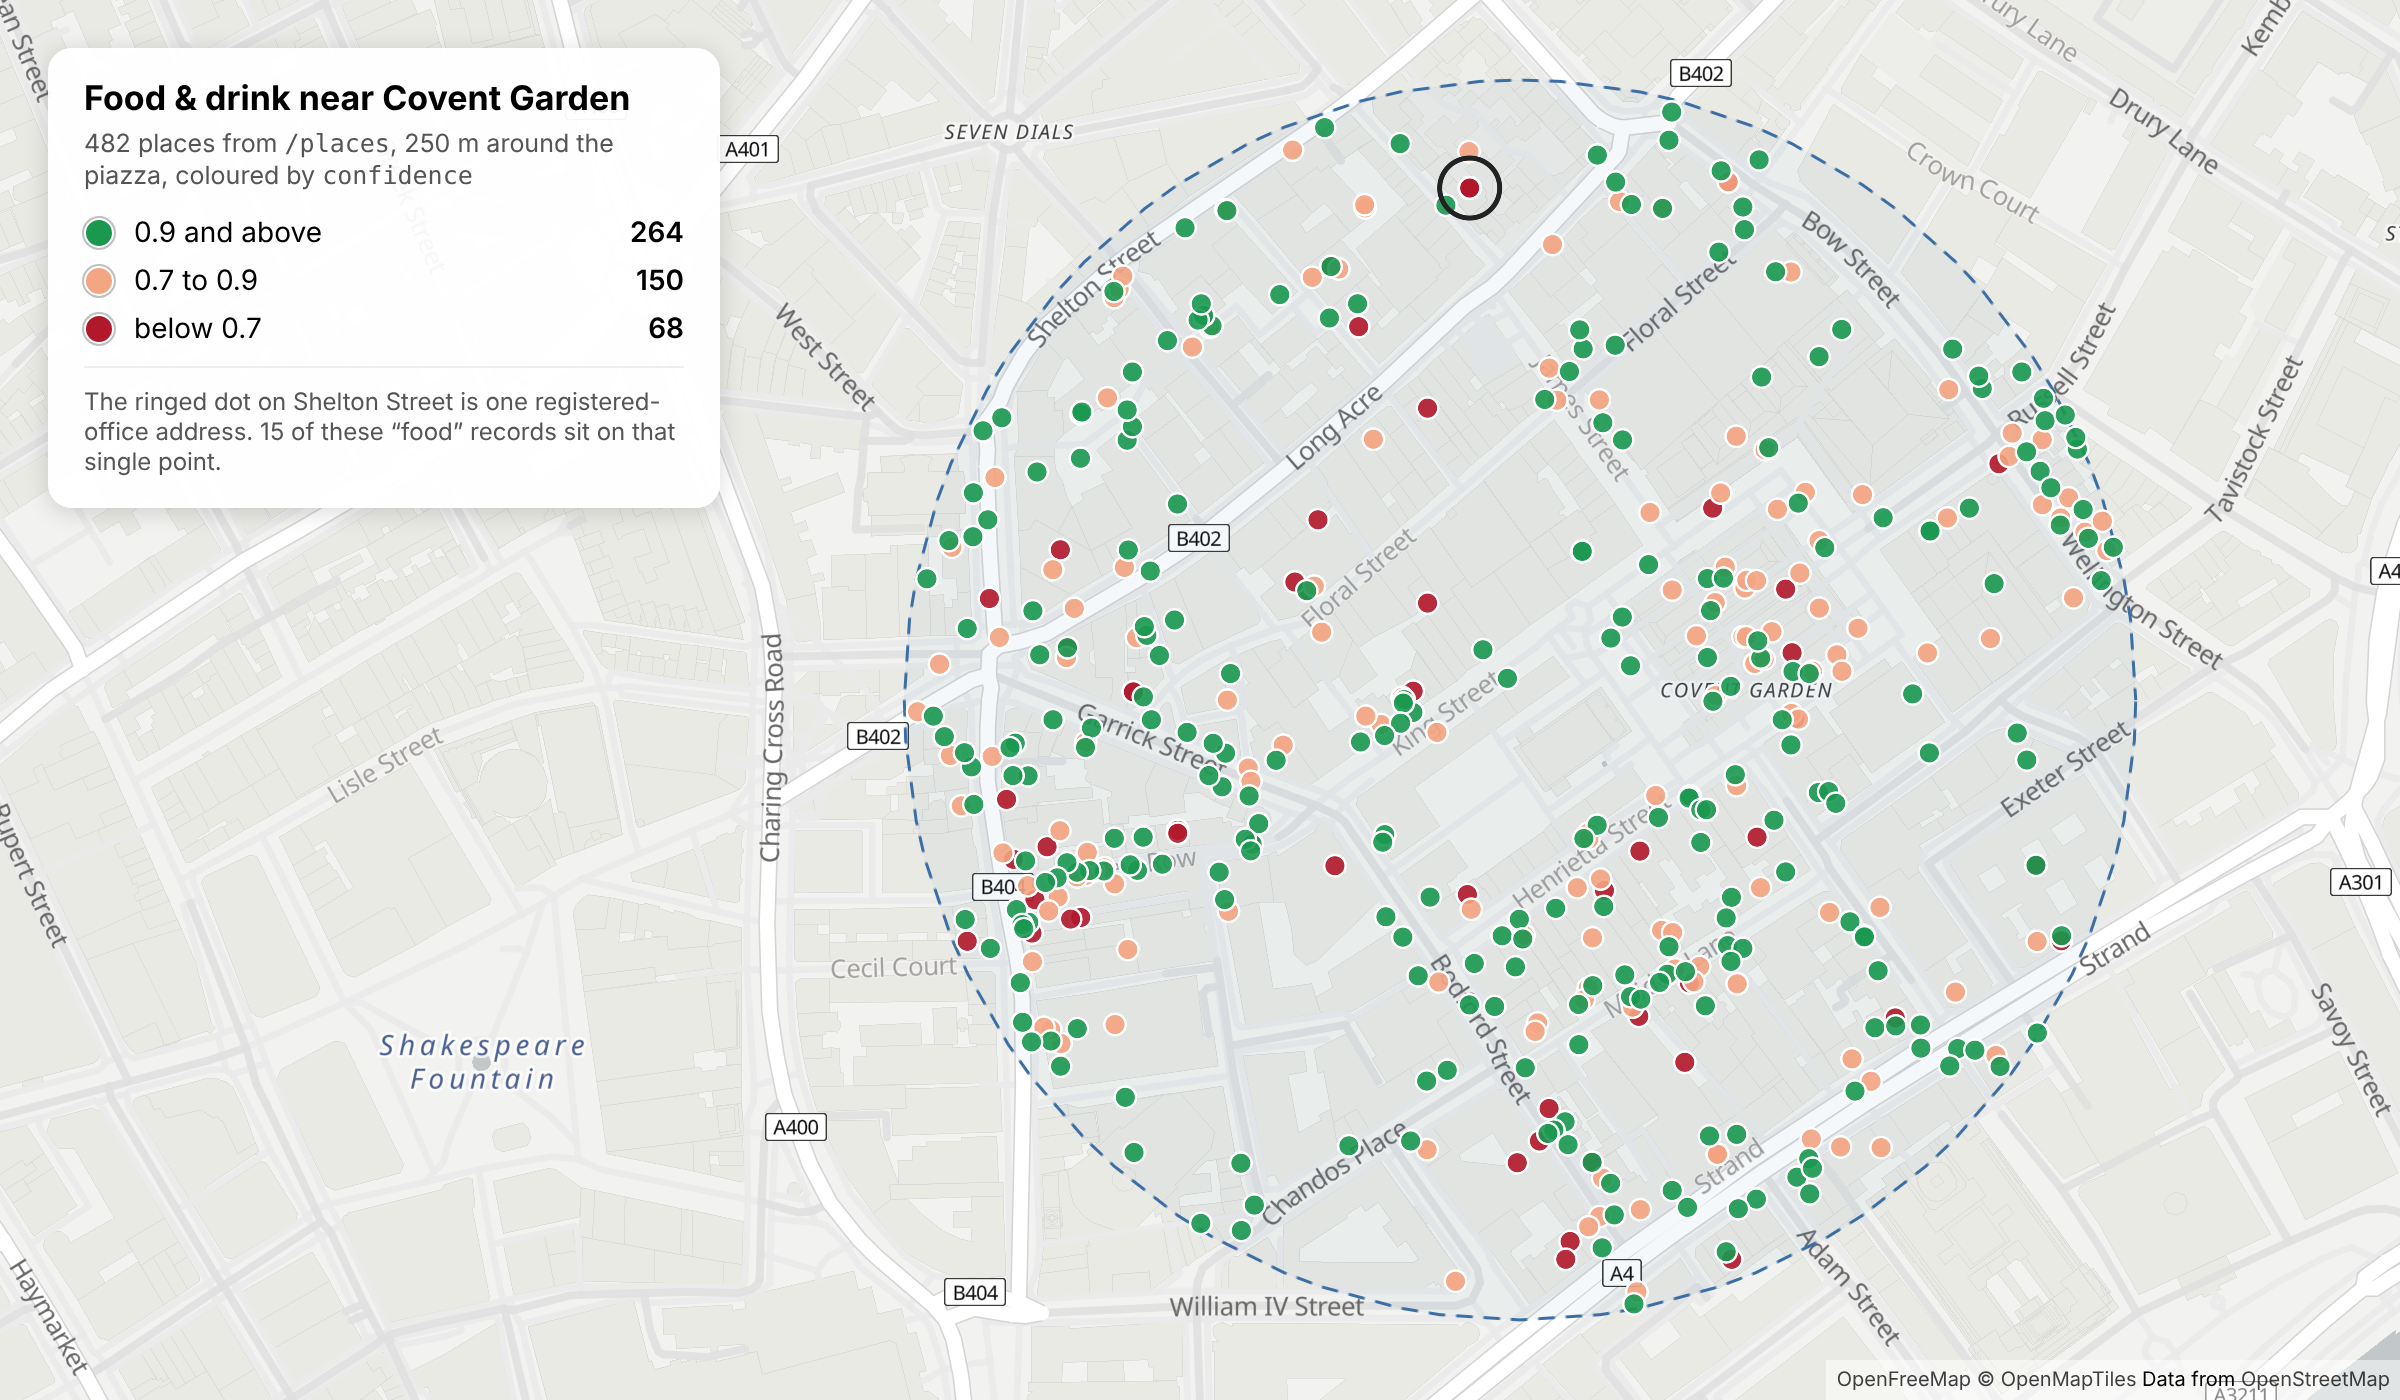 Food & drink near Covent Garden
482 places from /places, 250 m around the
piazza, coloured by confidence
0.9 and above 264
0.7 to 0.9 150
below 0.7 68
The ringed dot on Shelton Street is one registered-
office address. 15 of these “food” records sit on that
single point.
B402
Drury Lane
Drury Lane
Crown Court
SEVEN DIALS
A401
Bow Street
Shelton Street
Floral Street
West Street
Long Acre
Tavistock Street
B402
Floral Street
Wellington Street
Charing Cross Road
King Street
COVENT GARDEN
Garrick Street
B402
Lisle Street
Exeter Street
Henrietta Street
Rupert Street
A301
Cecil Court
Strand
Bedford Street
Savoy Street
Shakespeare
Fountain
A400
Chandos Place
Strand
Adam Street
A4
B404
William IV Street
Haymarket
OpenFreeMap © OpenMapTiles Data from OpenStreetMap
A3211